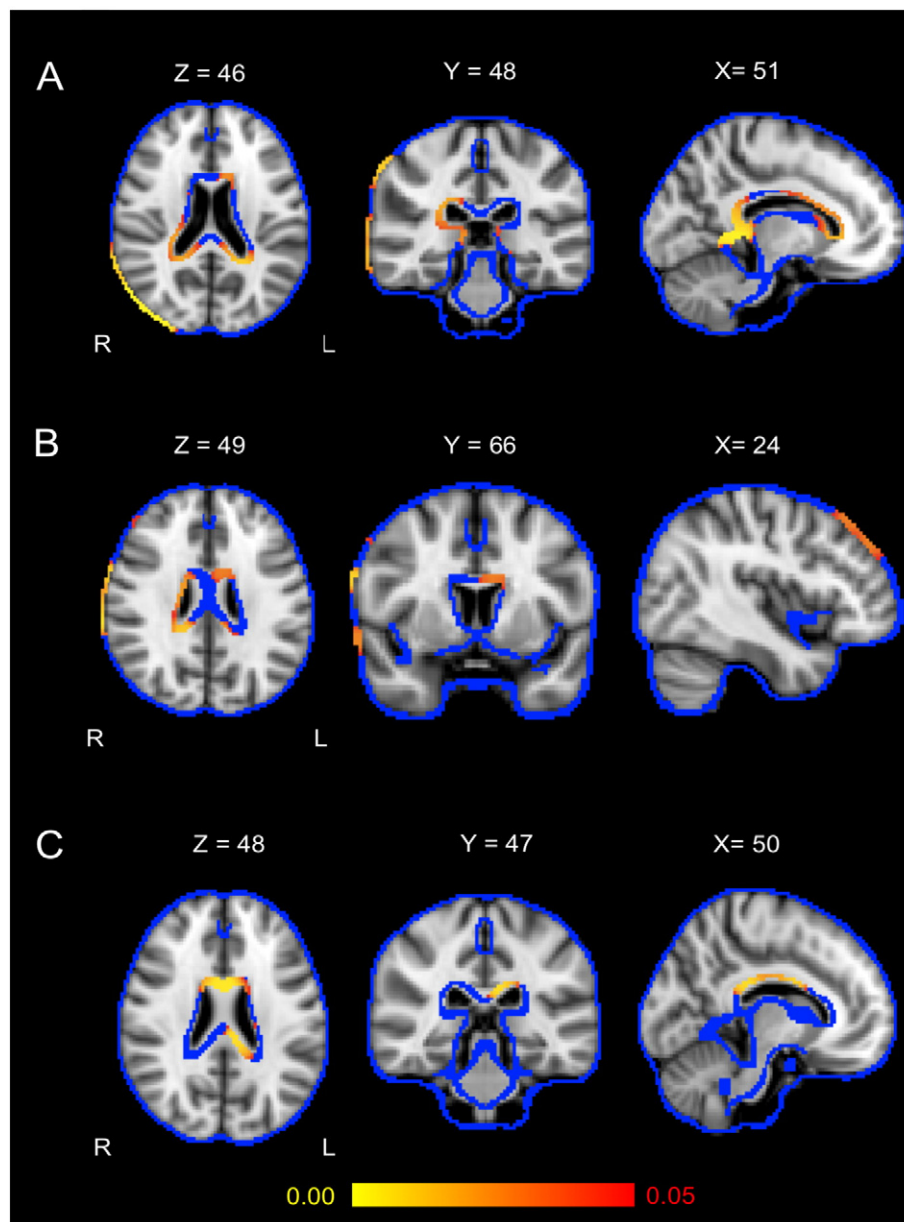 A
Z = 46 Y = 48 X= 51
R L
B
Z = 49 Y = 66 X= 24
R L
C
Z = 48 Y = 47 X= 50
R L
0.00 0.05